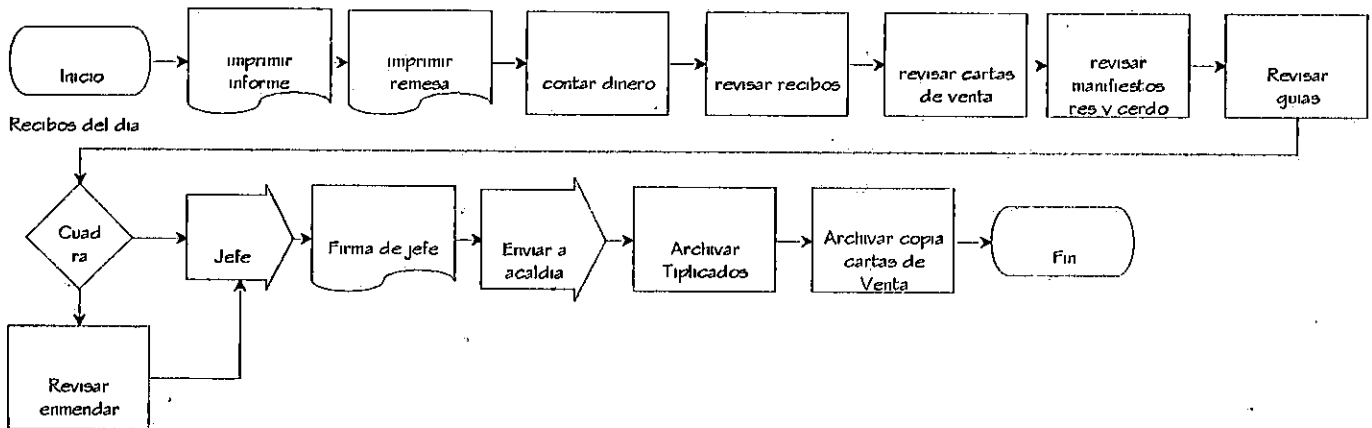 Inicio
imprimir
informe
imprimir
remesa
contar dinero
revisar recibos
revisar cartas
de venta
revisar
manifiestos
res y cerdo
Revisar
guias
Recibos del dia
Cuad
ra
Jefe
Firma de jefe
Enviar a
acaldia
Archivar
Tiplicados
Archivar copia
cartas de
Venta
Fin
Revisar
enmendar